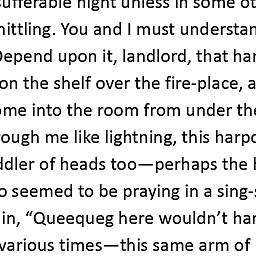 sufferable night unless in some ot
nittling. You and I must understan
Depend upon it, landlord, that har
on the shelf over the fire-place, a
ome into the room from under the
rough me like lightning, this harpo
ddler of heads too—perhaps the h
o seemed to be praying in a sing-s
in, “Queequeg here wouldn’t har
various times—this same arm of